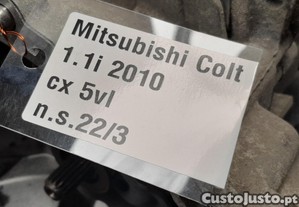 Mitsubishi Colt
1.1i 2010
cx 5vl
n.s.22/3
CustoJusto.pt